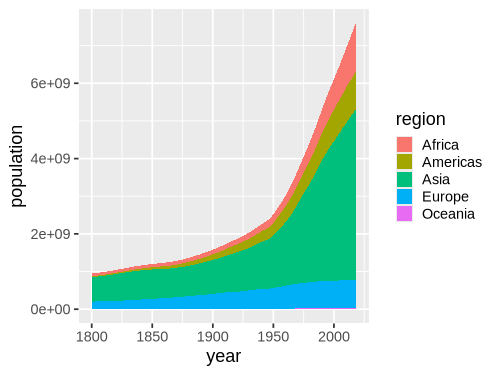 6e+09
4e+09
2e+09
0e+00
population
1800 1850 1900 1950 2000
year
region
Africa
Americas
Asia
Europe
Oceania